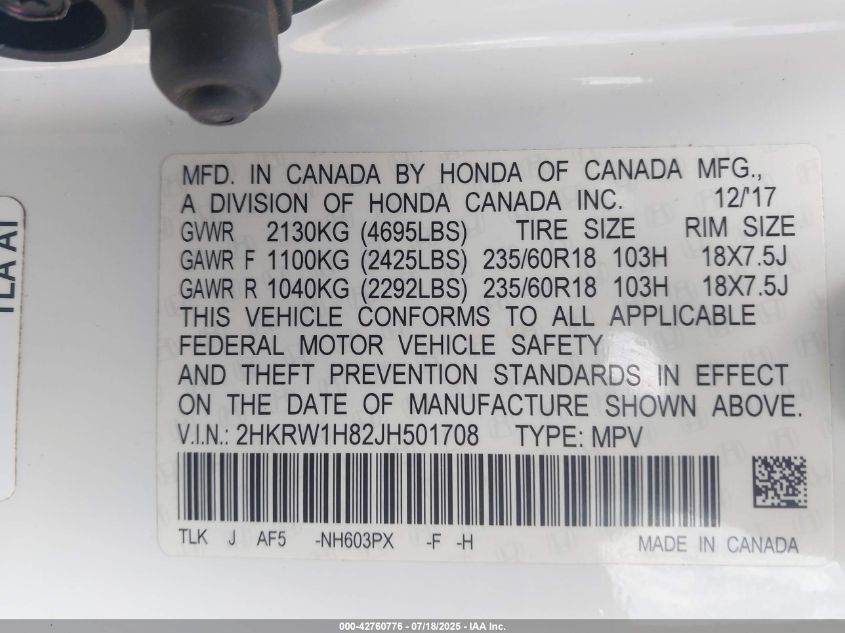 MFD. IN CANADA BY HONDA OF CANADA MFG.,
A DIVISION OF HONDA CANADA INC. 12/'17
GVWR 2130KG (4695LBS) TIRE SIZE RIM SIZE
GAWR F 1100KG (2425LBS) 235/60R18 103H 18X7.5J
GAWR R 1040KG (2292LBS) 235/60R18 103H 18X7.5J
THIS VEHICLE CONFORMS TO ALL APPLICABLE
FEDERAL MOTOR VEHICLE SAFETY
AND THEFT PREVENTION STANDARDS IN EFFECT
ON THE DATE OF MANUFACTURE SHOWN ABOVE.
V.I.N.: 2HKRW1H82JH501708 TYPE: MPV
TLK J AF5 -NH603PX -F -H MADE IN CANADA
TLA A1
000-42760776 - 07/18/2025 - IAA Inc.